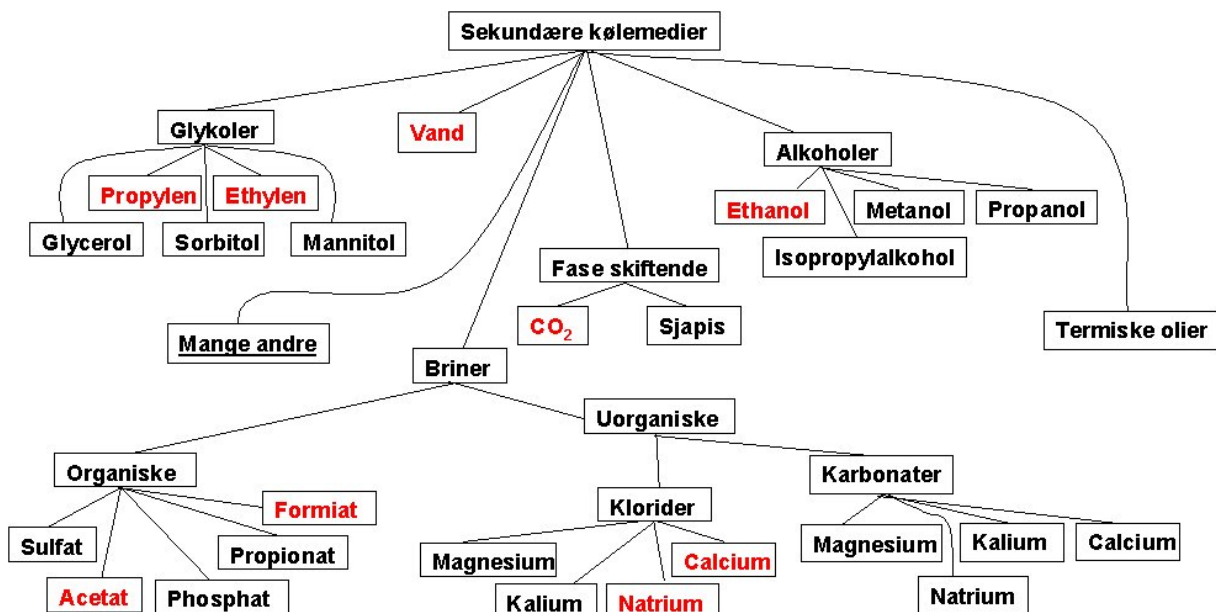 Sekundære kølemedier
Glykoler
Vand
Alkoholer
Propylen
Ethylen
Ethanol
Metanol
Propanol
Glycerol
Sorbitol
Mannitol
Isopropylalkohol
Fase skiftende
CO₂
Sjapis
Termiske olier
Mange andre
Briner
Uorganiske
Organiske
Karbonater
Formiat
Klorider
Sulfat
Propionat
Magnesium
Calcium
Magnesium
Kalium
Calcium
Acetat
Phosphat
Kalium
Natrium
Natrium